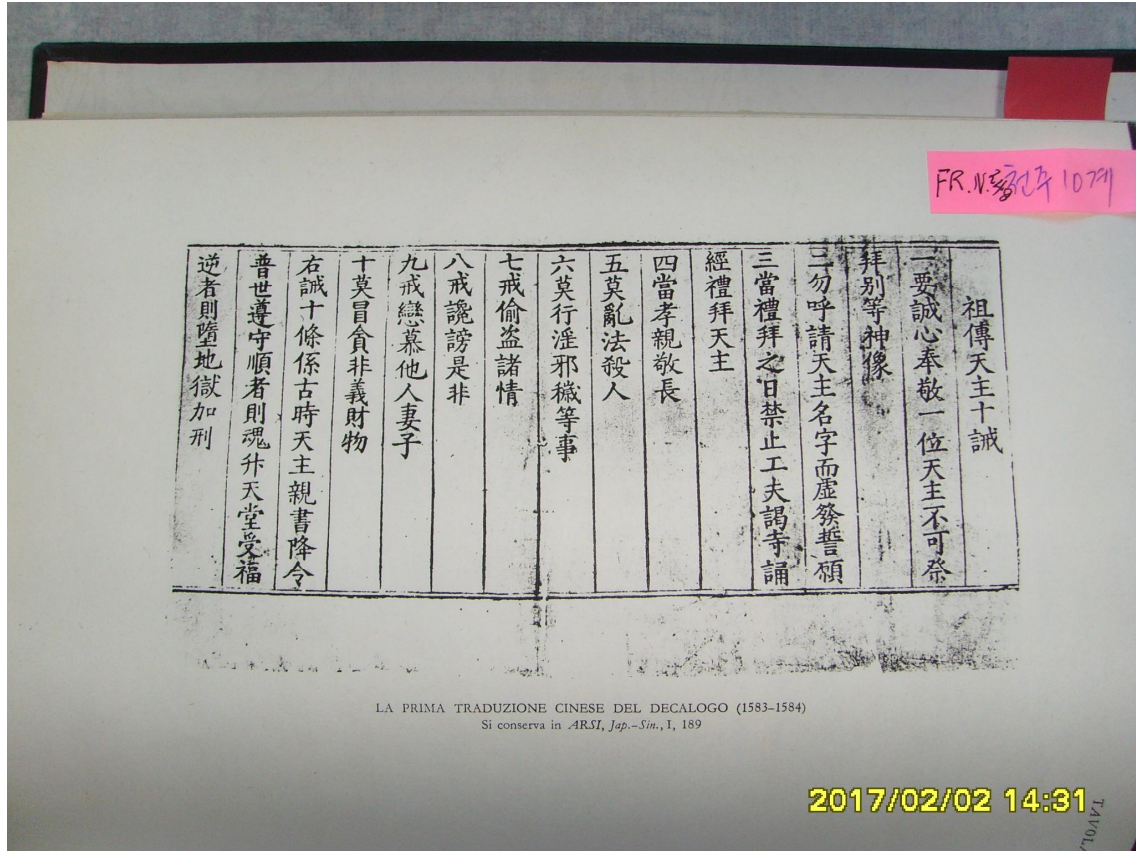 FR.N. 천주 10계
祖傳天主十誡
一要誠心奉敬一位天主不可祭
拜别等神像
二勿呼請天主名字而虛發誓願
三當禮拜之日禁止工夫謁寺誦
經禮拜天主
四當孝親敬長
五莫亂法殺人
六莫行淫邪穢等事
七戒偷盗諸情
八戒讒謗是非
九戒戀慕他人妻子
十莫冒貪非義財物
右誡十條係古時天主親書降令
普世遵守順者則魂升天堂受福
逆者則墮地獄加刑
LA PRIMA TRADUZIONE CINESE DEL DECALOGO (1583-1584)
Si conserva in ARSI, Jap.-Sin., I, 189
2017/02/02 14:31
TAVOLA